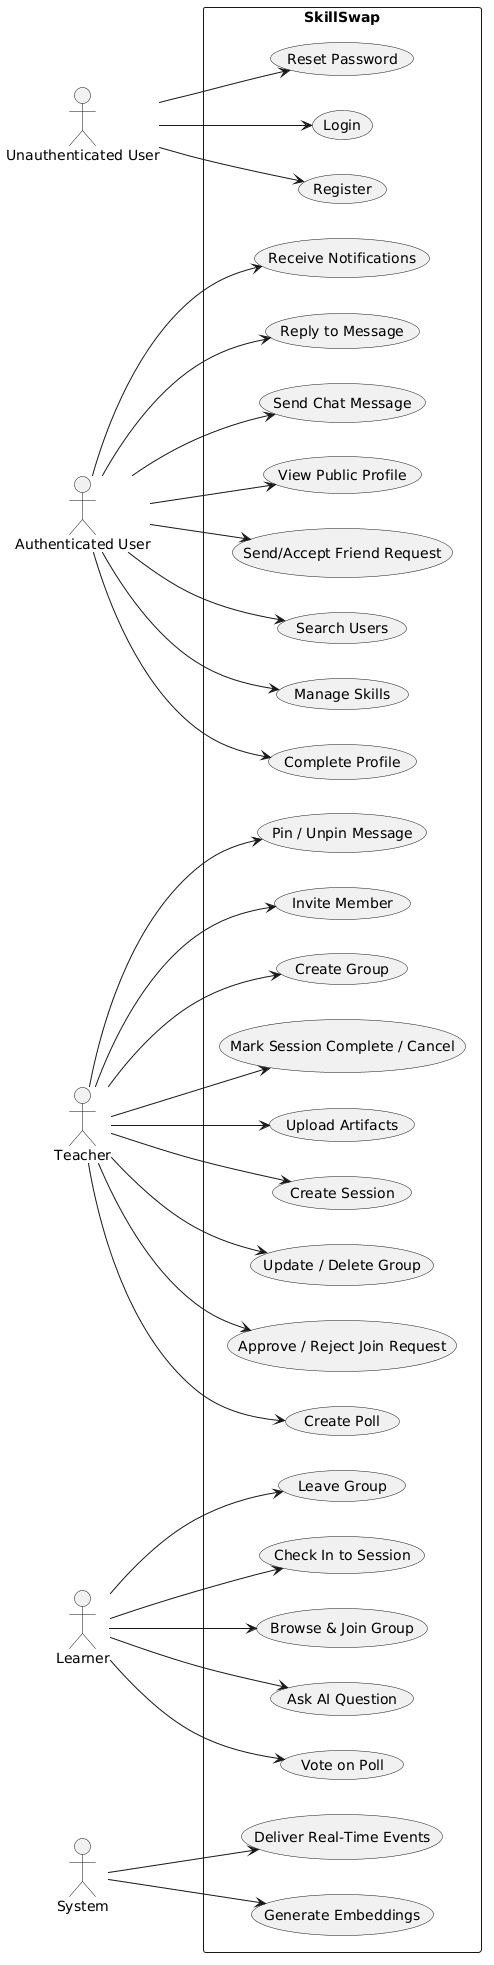 SkillSwap
Reset Password
Login
Unauthenticated User
Register
Receive Notifications
Reply to Message
Send Chat Message
View Public Profile
Authenticated User
Send/Accept Friend Request
Search Users
Manage Skills
Complete Profile
Pin / Unpin Message
Invite Member
Create Group
Mark Session Complete / Cancel
Upload Artifacts
Teacher
Create Session
Update / Delete Group
Approve / Reject Join Request
Create Poll
Leave Group
Check In to Session
Browse & Join Group
Learner
Ask AI Question
Vote on Poll
Deliver Real-Time Events
System
Generate Embeddings